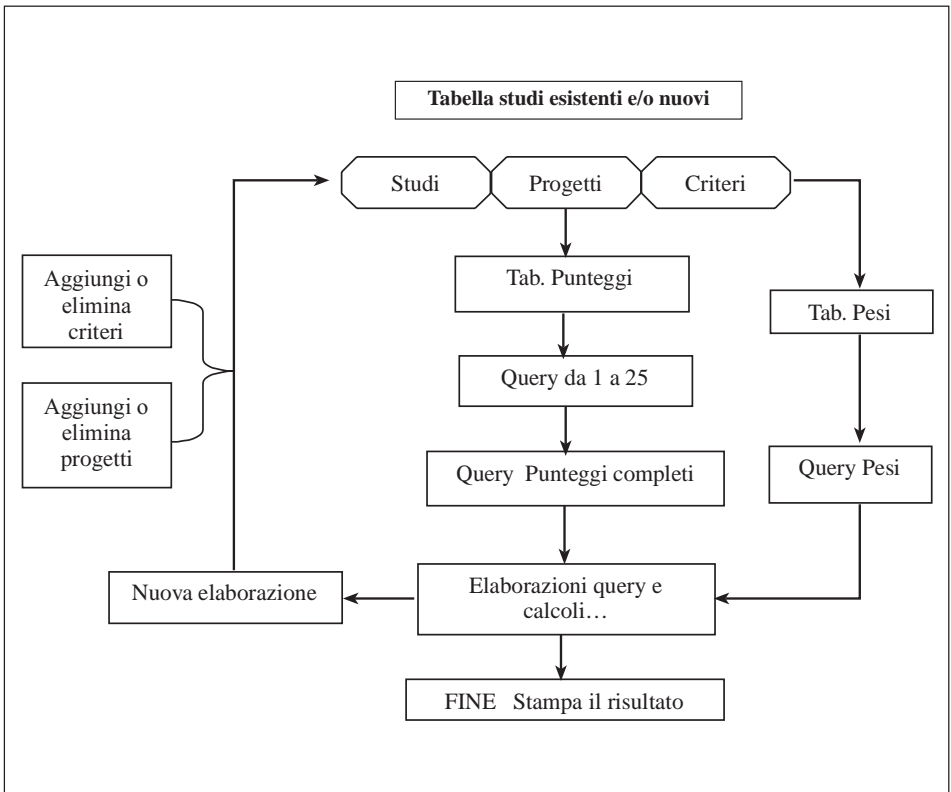 Tabella studi esistenti e/o nuovi
Studi
Progetti
Criteri
Aggiungi o
elimina
criteri
Tab. Punteggi
Tab. Pesi
Query da 1 a 25
Aggiungi o
elimina
progetti
Query Punteggi completi
Query Pesi
Nuova elaborazione
Elaborazioni query e
calcoli…
FINE Stampa il risultato